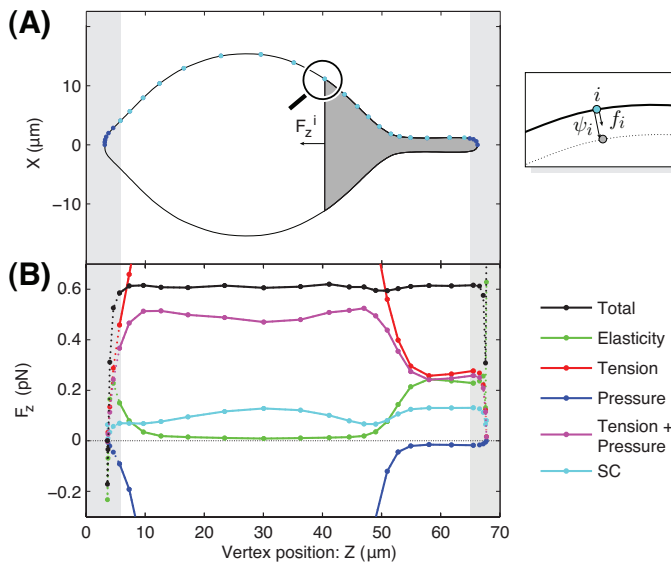 (A)
10
0
−10
X (μm)
F_z^i
i
ψ_i
f_i
(B)
0.6
0.4
0.2
0
−0.2
F_z (pN)
0
10
20
30
40
50
60
70
Vertex position: Z (μm)
Total
Elasticity
Tension
Pressure
Tension +
Pressure
SC